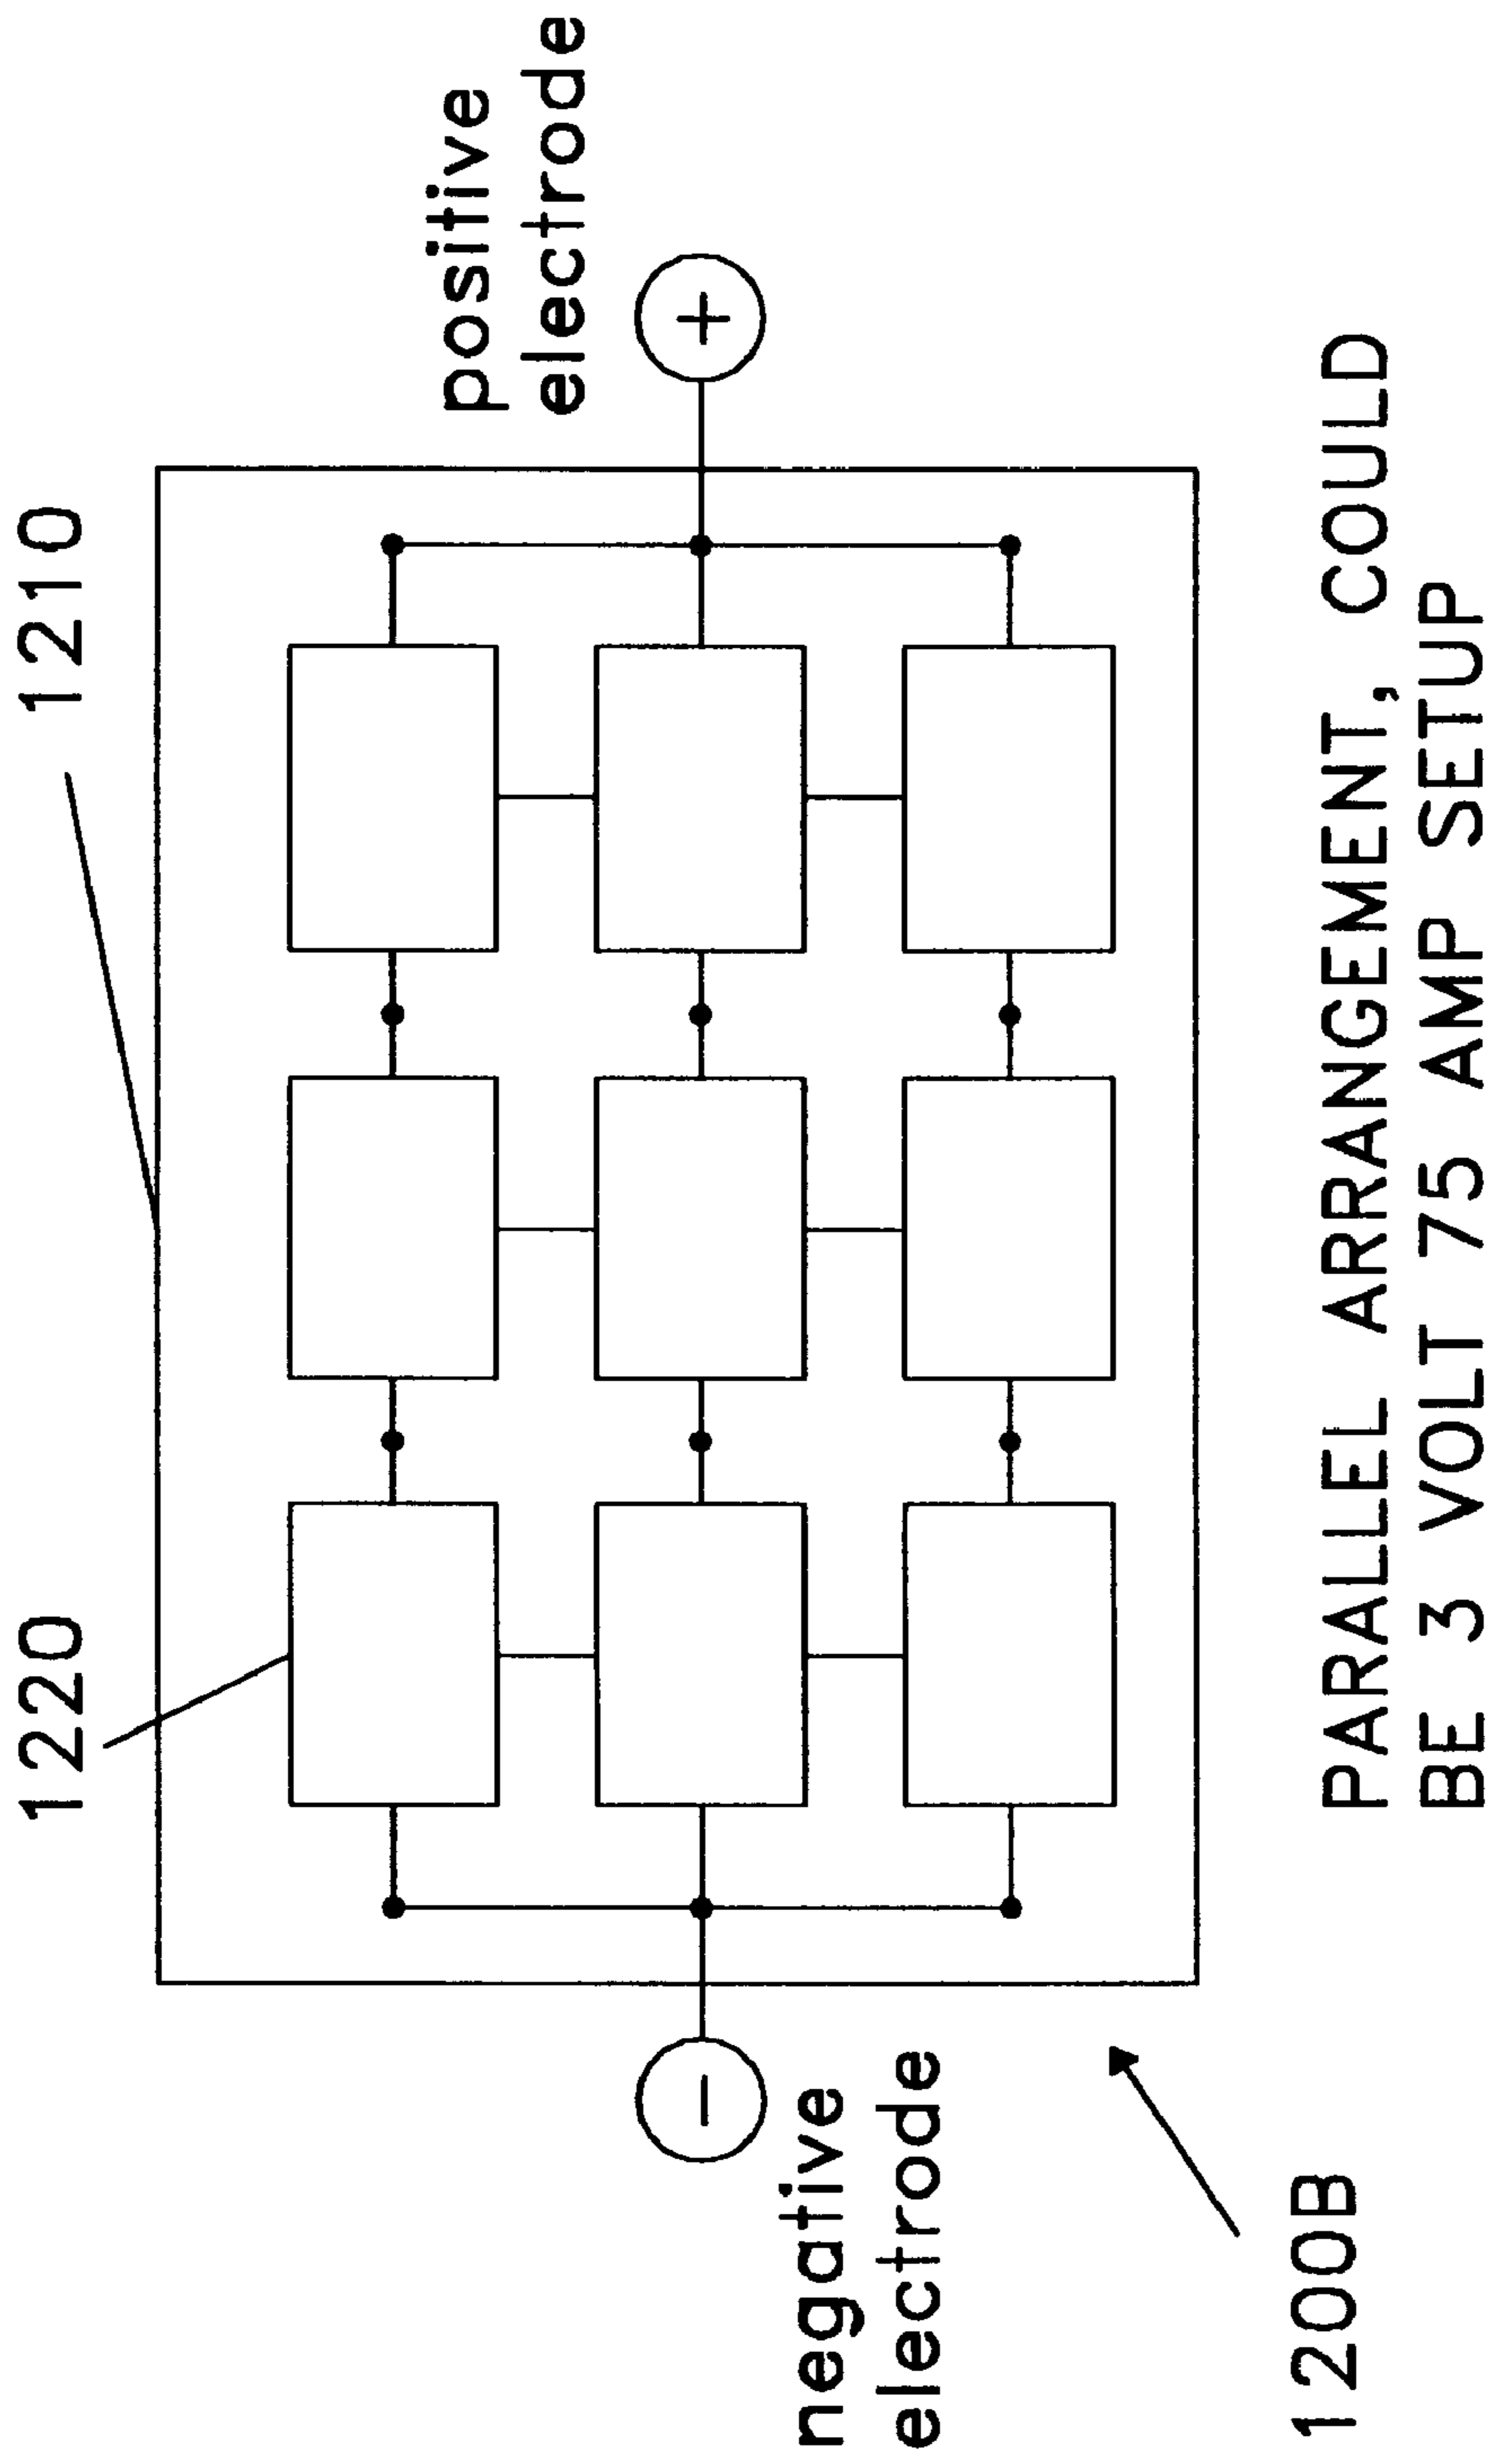 1220
1210
positive
electrode
+
−
negative
electrode
1200B
PARALLEL ARRANGEMENT, COULD
BE 3 VOLT 75 AMP SETUP